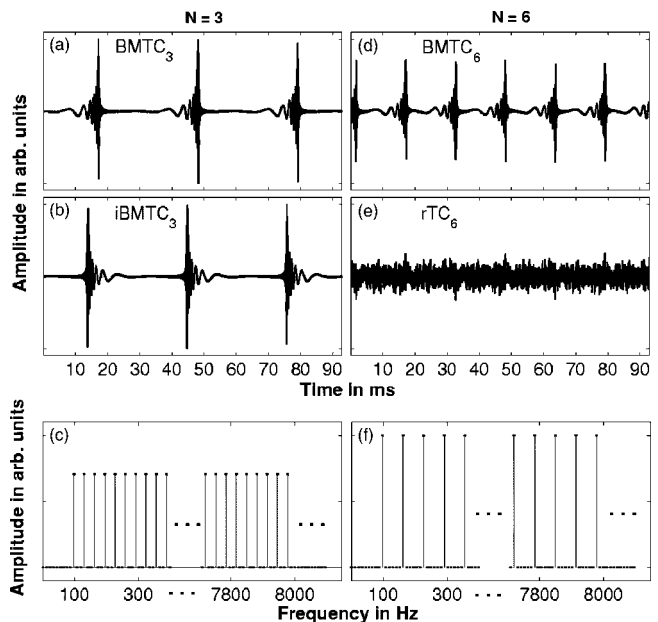 N = 3
N = 6
(a) BMTC3
(d) BMTC6
(b) iBMTC3
(e) rTC6
Amplitude in arb. units
10 20 30 40 50 60 70 80 90
10 20 30 40 50 60 70 80 90
Time in ms
(c)
(f)
Amplitude in arb. units
100 300 7800 8000
100 300 7800 8000
Frequency in Hz